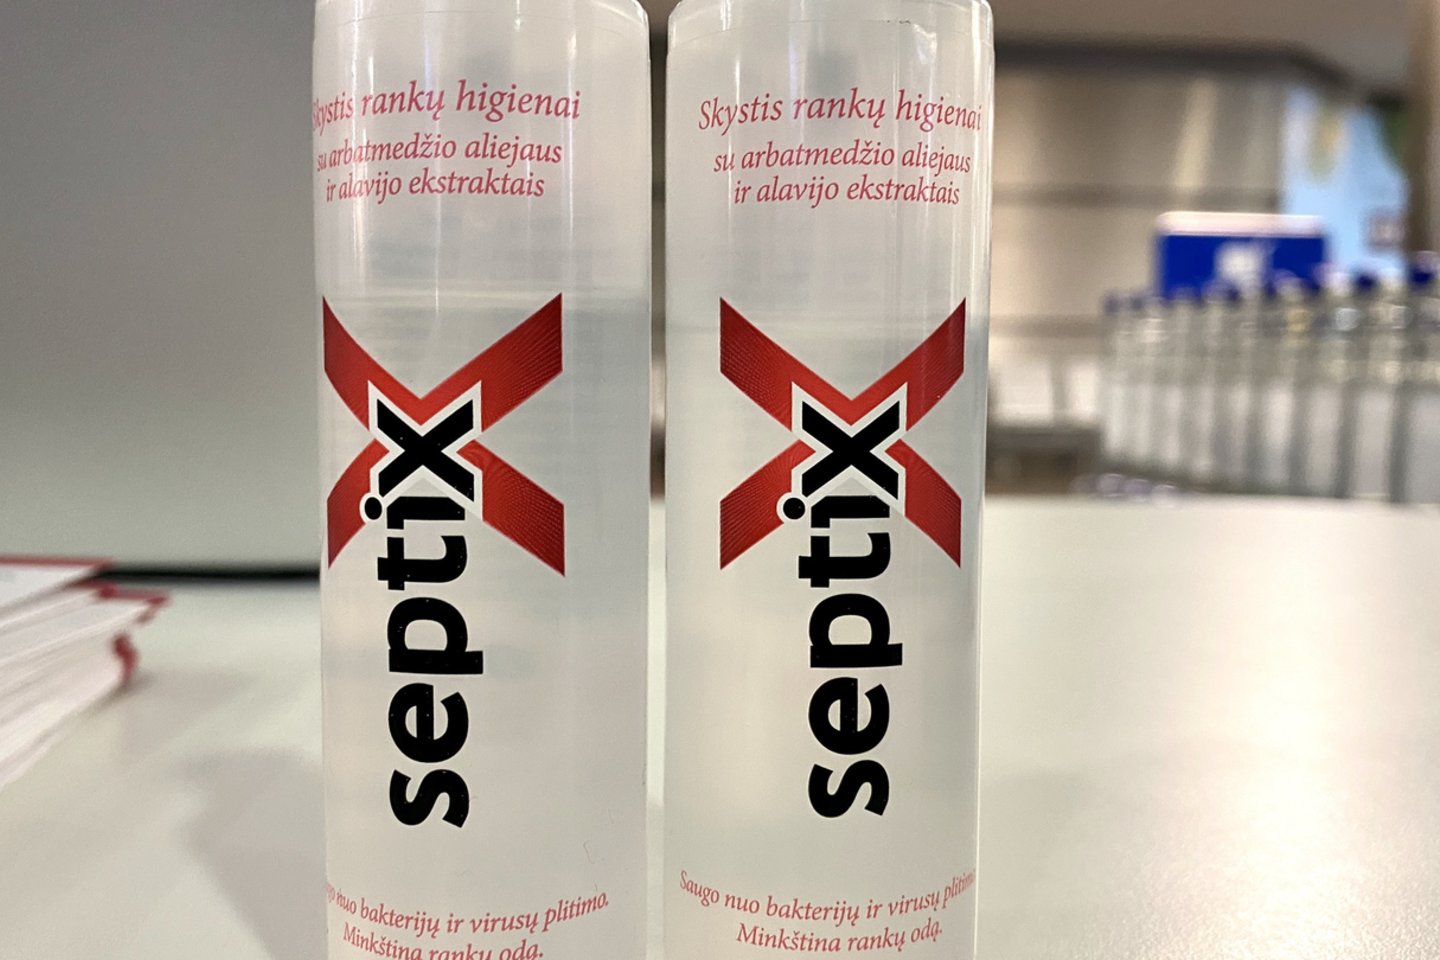 Skystis rankų higienai
su arbatmedžio aliejaus
ir alavijo ekstraktais
septix
nuo bakterijų ir virusų plitimo.
Minkština rankų odą.
Skystis rankų higienai
su arbatmedžio aliejaus
ir alavijo ekstraktais
septix
Saugo nuo bakterijų ir virusų plitimo.
Minkština rankų odą.